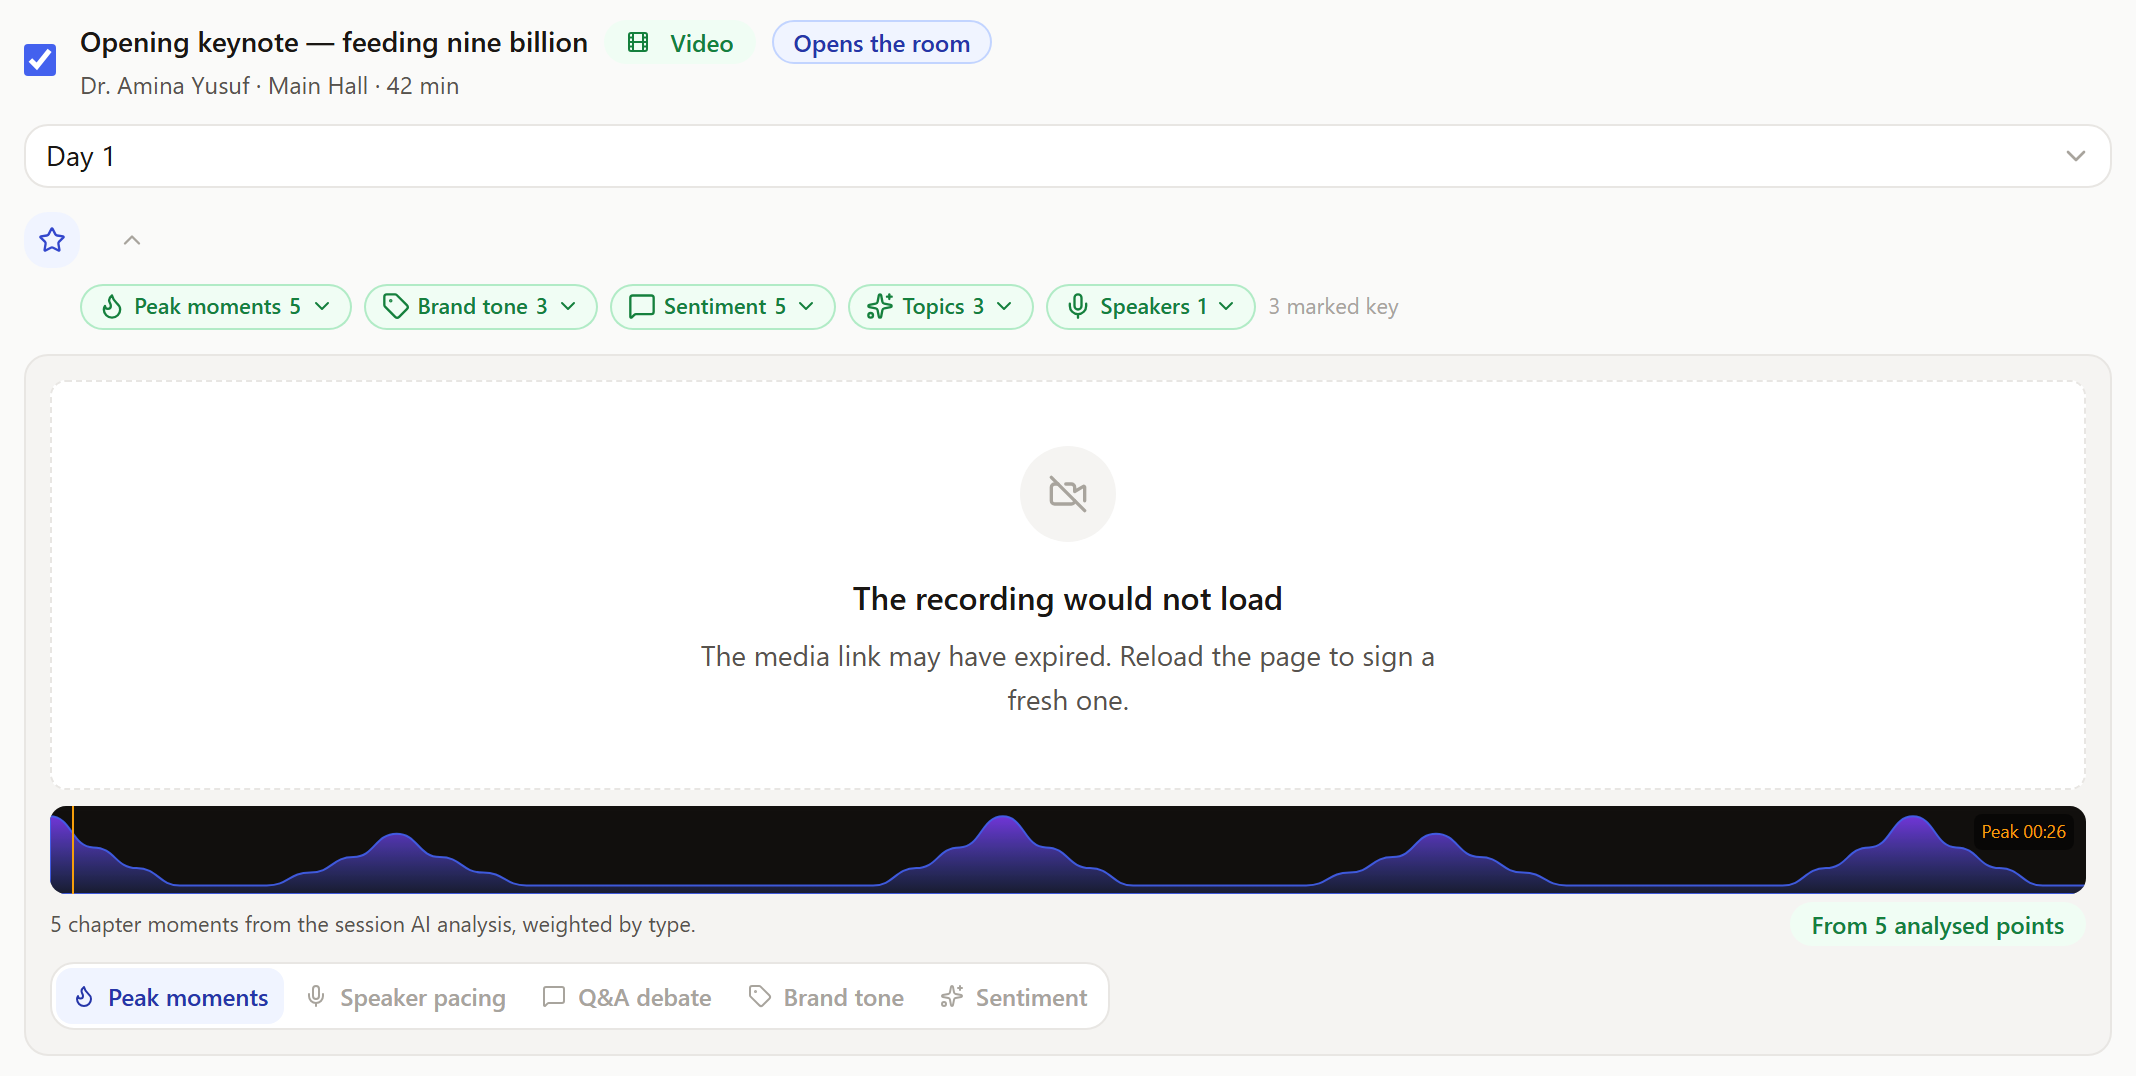 Opening keynote — feeding nine billion Video Opens the room
Dr. Amina Yusuf · Main Hall · 42 min
Day 1
Peak moments 5 Brand tone 3 Sentiment 5 Topics 3 Speakers 1 3 marked key
The recording would not load
The media link may have expired. Reload the page to sign a
fresh one.
Peak 00:26
5 chapter moments from the session AI analysis, weighted by type.
From 5 analysed points
Peak moments Speaker pacing Q&A debate Brand tone Sentiment